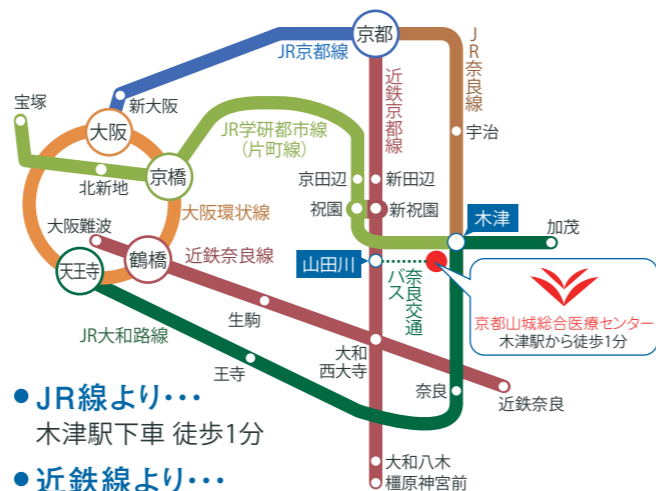 京都
JR京都線
JR奈良線
近鉄京都線
宝塚
新大阪
大阪
JR学研都市線
（片町線）
宇治
京橋
北新地
京田辺
新田辺
大阪環状線
祝園
新祝園
木津
加茂
大阪難波
鶴橋
近鉄奈良線
天王寺
山田川
奈良交通
バス
京都山城総合医療センター
木津駅から徒歩1分
生駒
JR大和路線
大和
西大寺
王寺
奈良
近鉄奈良
●JR線より･･･
木津駅下車 徒歩1分
大和八木
●近鉄線より･･･
橿原神宮前